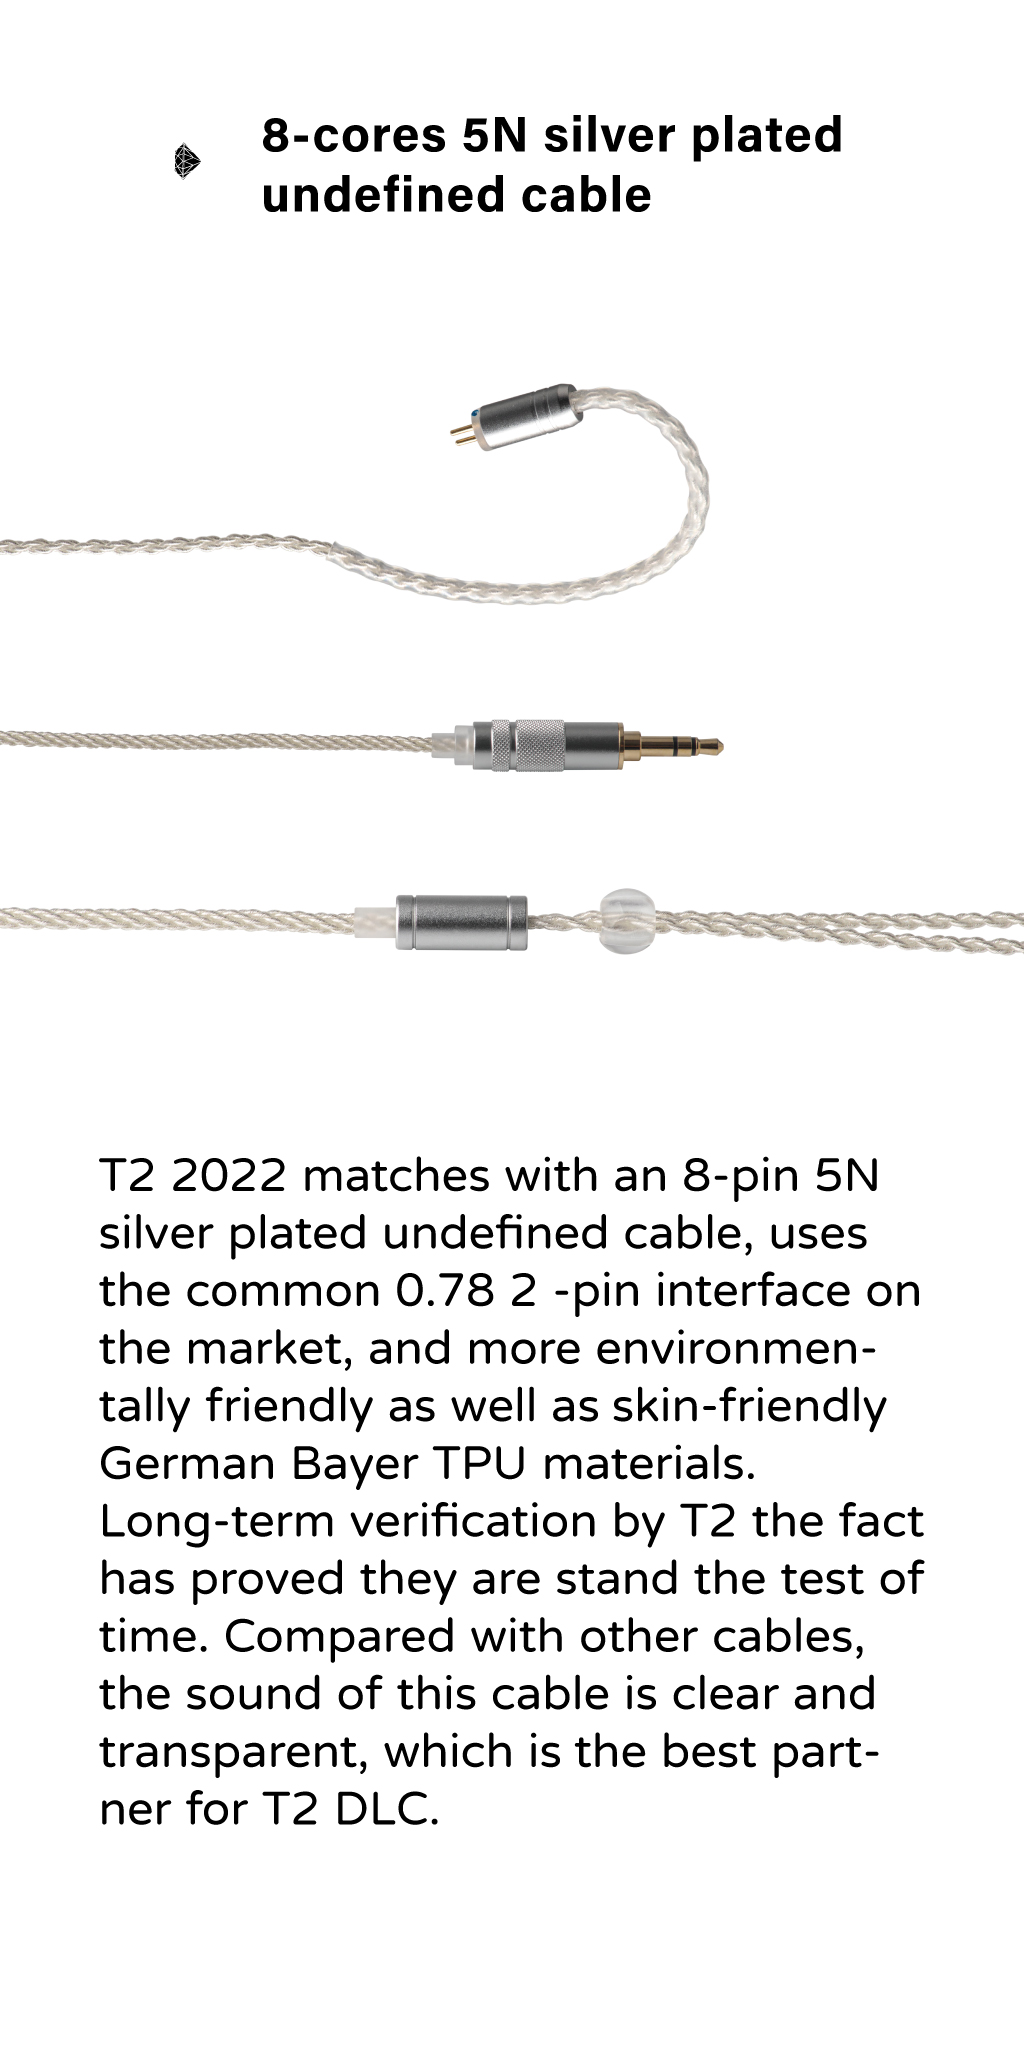 8-cores 5N silver plated
undefined cable
T2 2022 matches with an 8-pin 5N
silver plated undefined cable, uses
the common 0.78 2 -pin interface on
the market, and more environmen-
tally friendly as well as skin-friendly
German Bayer TPU materials.
Long-term verification by T2 the fact
has proved they are stand the test of
time. Compared with other cables,
the sound of this cable is clear and
transparent, which is the best part-
ner for T2 DLC.